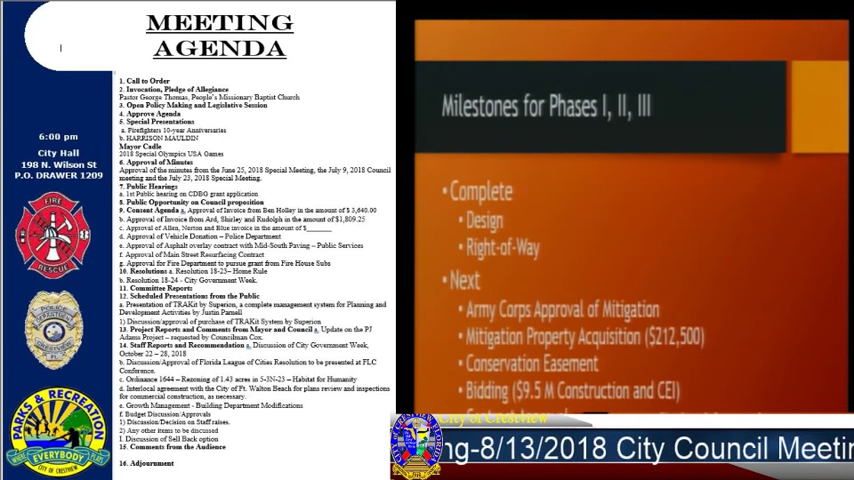 MEETING
AGENDA
1. Call to Order
2. Invocation, Pledge of Allegiance
Pastor George Thomas, People's Missionary Baptist Church
3. Open Policy Making and Legislative Session
4. Approve Agenda
5. Special Presentations
a. Firefighters 10-year Anniversaries
b. HARRISON MAULDIN
Mayor Cadle
2018 Special Olympics USA Games
6. Approval of Minutes
Approval of the minutes from the June 25, 2018 Special Meeting, the July 9, 2018 Council
meeting and the July 23, 2018 Special Meeting.
7. Public Hearings
a. 1st Public hearing on CDBG grant application
8. Public Opportunity on Council proposition
9. Consent Agenda a. Approval of Invoice from Ben Holley in the amount of $ 3,640.00
b. Approval of Invoice from Ard, Shirley and Rudolph in the amount of $1,809.25
c. Approval of Allen, Norton and Blue invoice in the amount of $______
d. Approval of Vehicle Donation – Police Department
e. Approval of Asphalt overlay contract with Mid-South Paving – Public Services
f. Approval of Main Street Resurfacing Contract
g. Approval for Fire Department to pursue grant from Fire House Subs
10. Resolutions a. Resolution 18-23– Home Rule
b. Resolution 18-24 - City Government Week.
11. Committee Reports
12. Scheduled Presentations from the Public
a. Presentation of TRAKit by Superion, a complete management system for Planning and
Development Activities by Justin Parnell
1) Discussion/approval of purchase of TRAKit System by Superion
13. Project Reports and Comments from Mayor and Council a. Update on the PJ
Adams Project – requested by Councilman Cox.
14. Staff Reports and Recommendation a. Discussion of City Government Week,
October 22 – 28, 2018
b. Discussion/Approval of Florida League of Cities Resolution to be presented at FLC
Conference.
c. Ordinance 1644 – Rezoning of 1.43 acres in 5-3N-23 – Habitat for Humanity
d. Interlocal agreement with the City of Ft. Walton Beach for plans review and inspections
for commercial construction, as necessary.
e. Growth Management - Building Department Modifications
f. Budget Discussion/Approvals
1) Discussion/Decision on Staff raises.
2) Any other items to be discussed
I. Discussion of Sell Back option
15. Comments from the Audience
16. Adjournment
6:00 pm
City Hall
198 N. Wilson St
P.O. DRAWER 1209
FIRE
RESCUE
POLICE
CRESTVIEW
PARKS & RECREATION
WHERE EVERYBODY PLAYS
CITY OF CRESTVIEW
Milestones for Phases I, II, III
• Complete
• Design
• Right-of-Way
• Next
• Army Corps Approval of Mitigation
• Mitigation Property Acquisition ($212,500)
• Conservation Easement
• Bidding ($9.5 M Construction and CEI)
City of Crestview
ng-8/13/2018 City Council Meetin